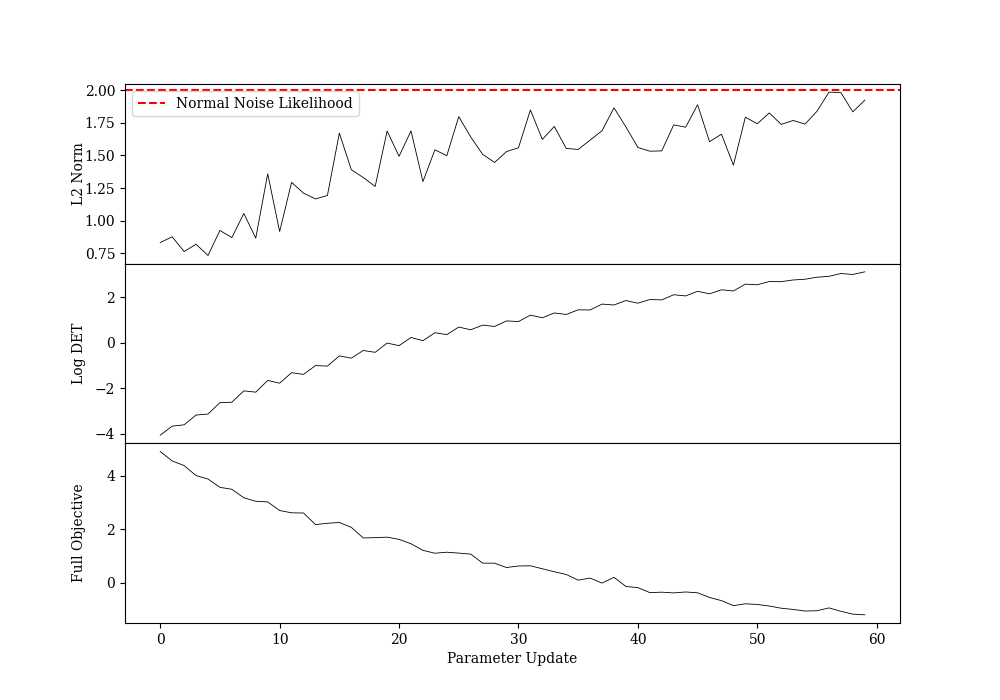 2.00
Normal Noise Likelihood
1.75
1.50
1.25
1.00
0.75
L2 Norm
2
0
−2
−4
Log DET
4
2
0
Full Objective
0 10 20 30 40 50 60
Parameter Update